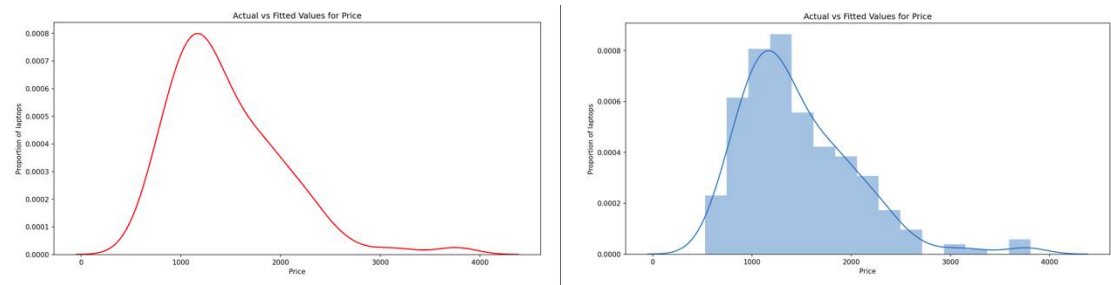 Actual vs Fitted Values for Price
Proportion of laptops
0.0008
0.0007
0.0006
0.0005
0.0004
0.0003
0.0002
0.0001
0.0000
0 1000 2000 3000 4000
Price
Actual vs Fitted Values for Price
Proportion of laptops
0.0008
0.0006
0.0004
0.0002
0.0000
0 1000 2000 3000 4000
Price